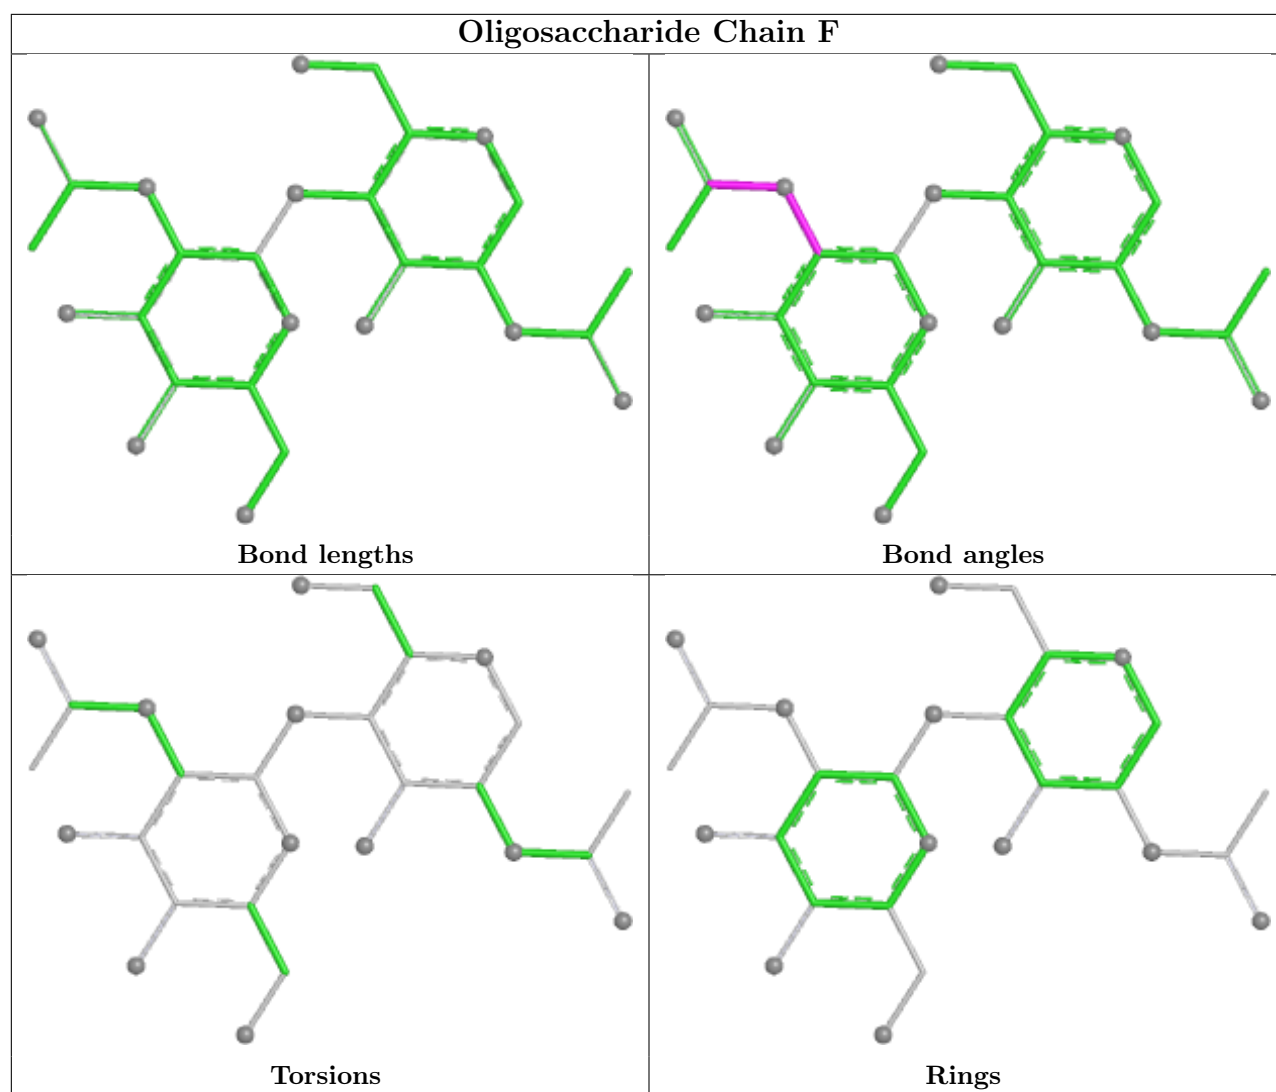 Oligosaccharide Chain F
Bond lengths
Bond angles
Torsions
Rings